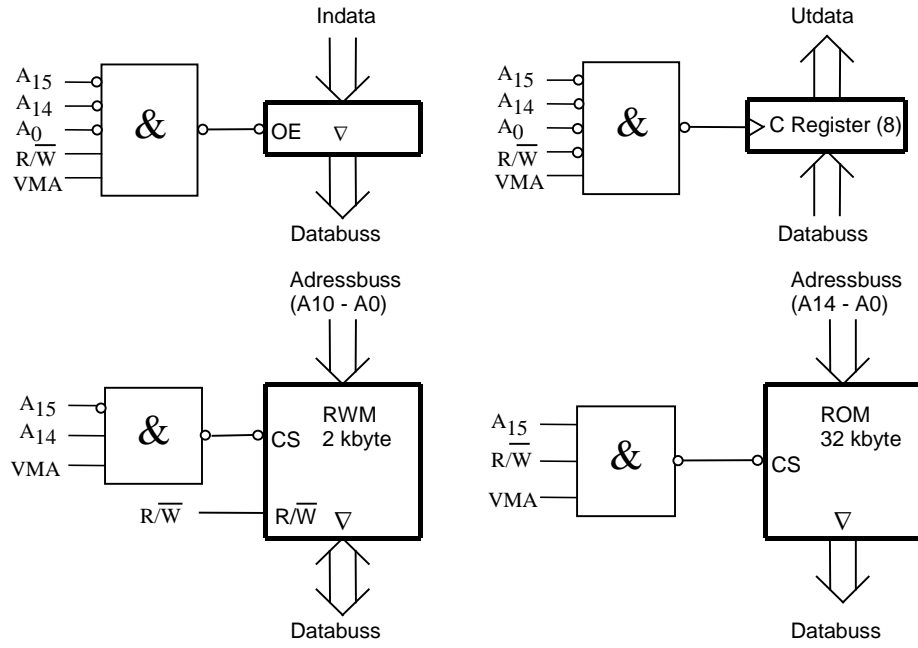 Indata
A15
A14
A0
R/W̅
VMA
&
OE ∇
Databuss
Utdata
A15
A14
A0
R/W̅
VMA
&
C Register (8)
Databuss
Adressbuss
(A10 - A0)
A15
A14
VMA
&
RWM
2 kbyte
CS
R/W̅ R/W̅
∇
Databuss
Adressbuss
(A14 - A0)
A15
R/W̅
VMA
&
ROM
32 kbyte
CS
∇
Databuss